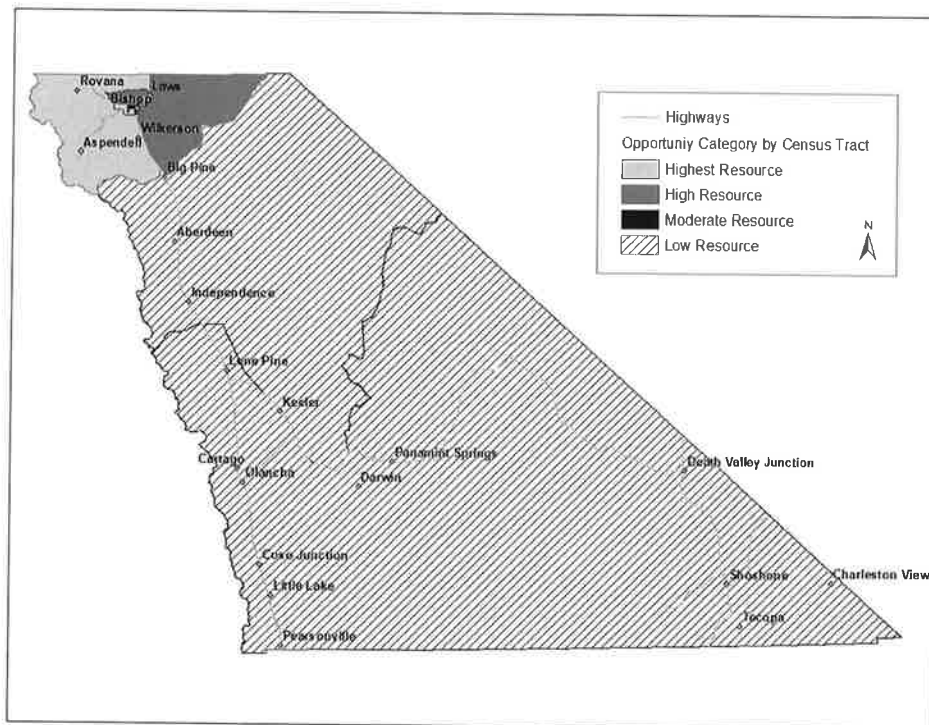 Rovana
Laws
Bishop
Wilkerson
Aspendell
Big Pine
Aberdeen
Independence
Lone Pine
Keeler
Cartago
Olancha
Panamint Springs
Darwin
Death Valley Junction
Coso Junction
Little Lake
Shoshone
Charleston View
Tecopa
Pearsonville
Highways
Opportuniy Category by Census Tract
Highest Resource
High Resource
Moderate Resource
Low Resource
N